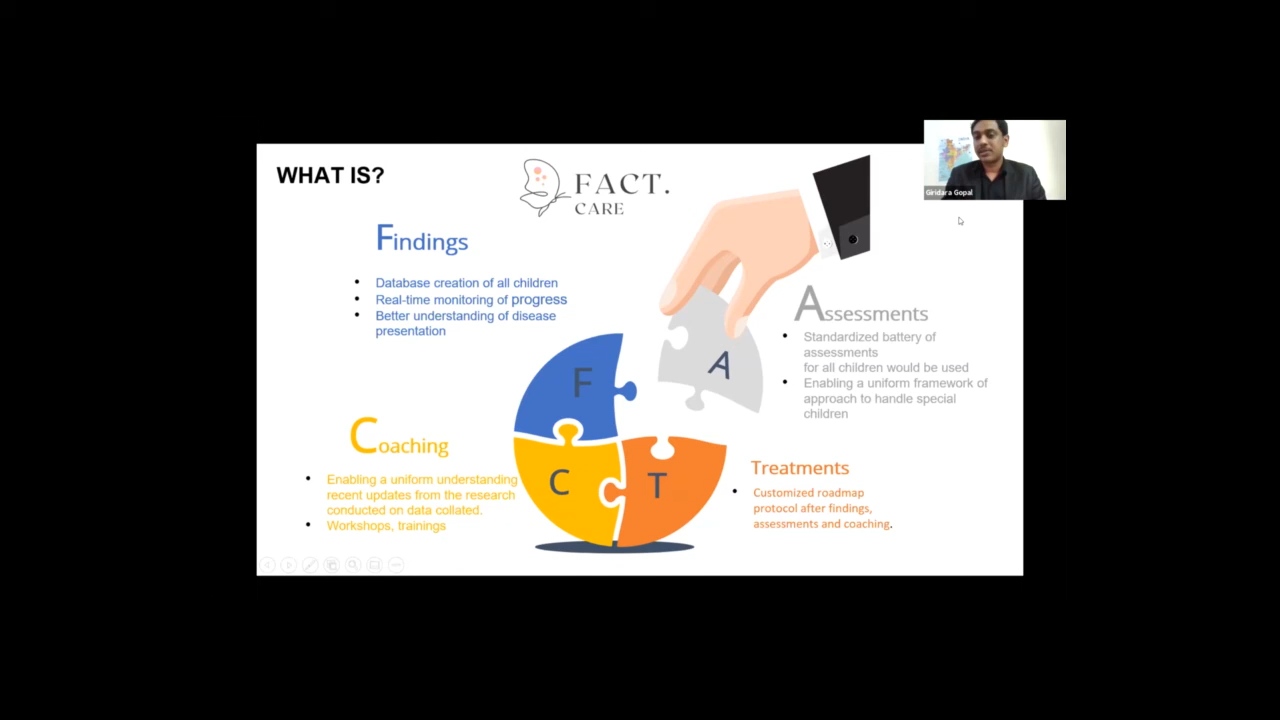 WHAT IS?
FACT.
CARE
Giridara Gopal
Findings
• Database creation of all children
• Real-time monitoring of progress
• Better understanding of disease
presentation
Assessments
• Standardized battery of
assessments
for all children would be used
• Enabling a uniform framework of
approach to handle special
children
F
A
C
T
Coaching
• Enabling a uniform understanding
recent updates from the research
conducted on data collated.
• Workshops, trainings
Treatments
• Customized roadmap
protocol after findings,
assessments and coaching.